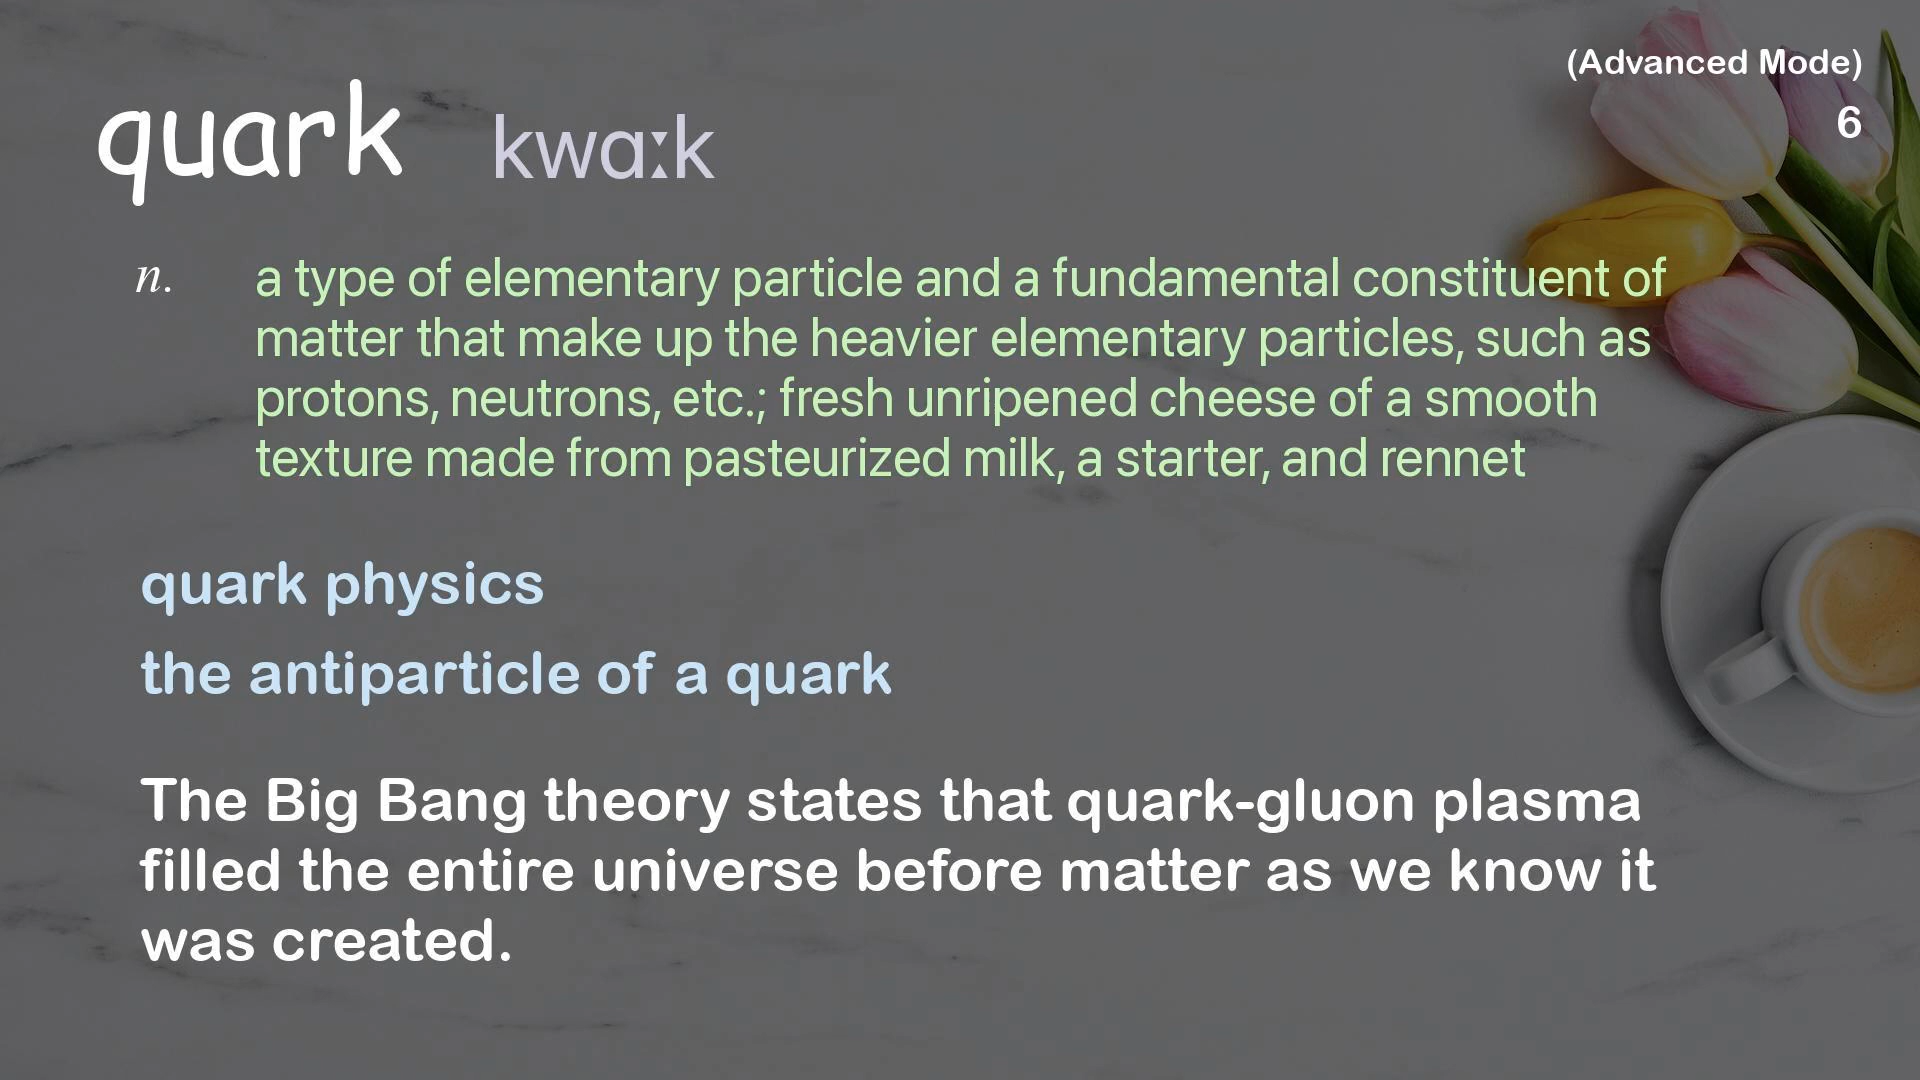 (Advanced Mode)
6
quark kwɑːk
n. a type of elementary particle and a fundamental constituent of
matter that make up the heavier elementary particles, such as
protons, neutrons, etc.; fresh unripened cheese of a smooth
texture made from pasteurized milk, a starter, and rennet
quark physics
the antiparticle of a quark
The Big Bang theory states that quark-gluon plasma
filled the entire universe before matter as we know it
was created.